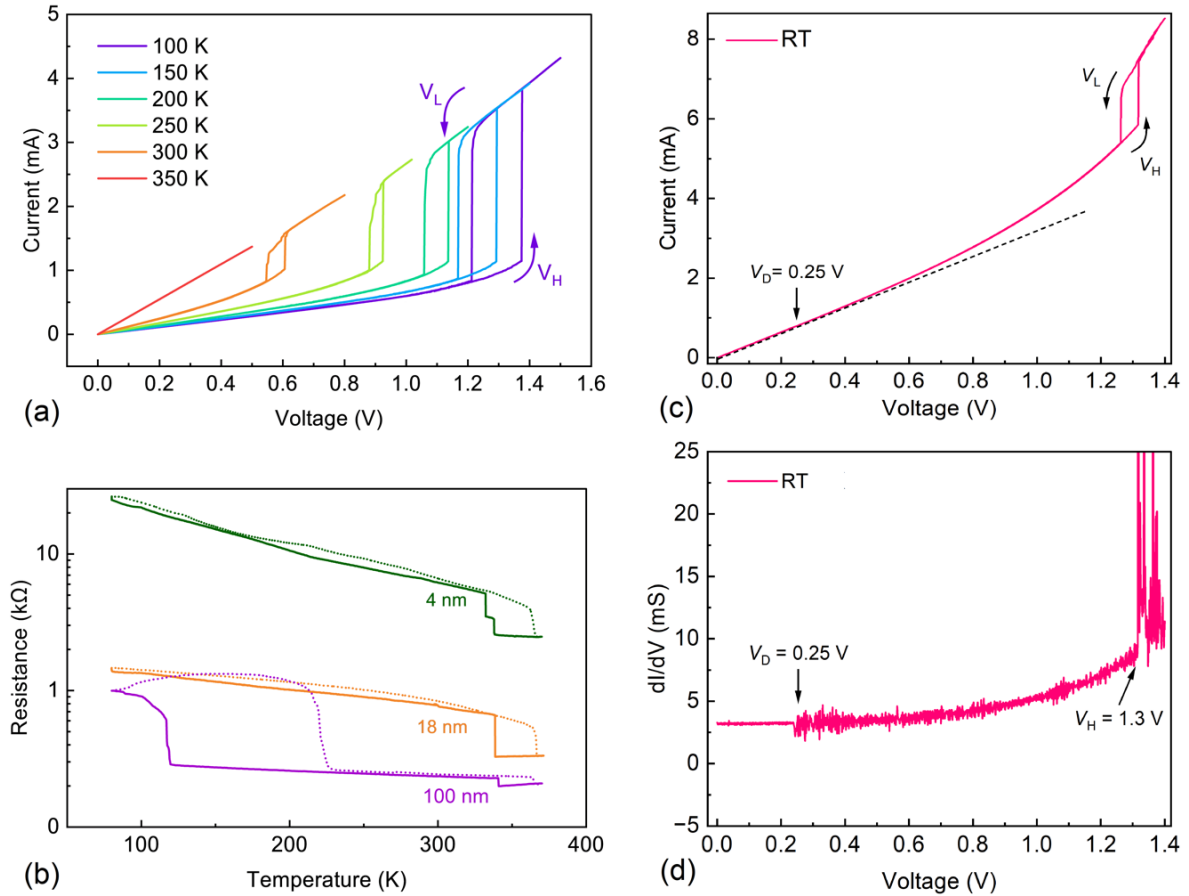 5
4
3
2
1
0
Current (mA)
100 K
150 K
200 K
250 K
300 K
350 K
V_L
V_H
0.0 0.2 0.4 0.6 0.8 1.0 1.2 1.4 1.6
Voltage (V)
(a)
10
1
0
Resistance (kΩ)
4 nm
18 nm
100 nm
100 200 300 400
Temperature (K)
(b)
8
6
4
2
0
Current (mA)
RT
V_L
V_H
V_D = 0.25 V
0.0 0.2 0.4 0.6 0.8 1.0 1.2 1.4
Voltage (V)
(c)
25
20
15
10
5
0
−5
dI/dV (mS)
RT
V_D = 0.25 V
V_H = 1.3 V
0.0 0.2 0.4 0.6 0.8 1.0 1.2 1.4
Voltage (V)
(d)